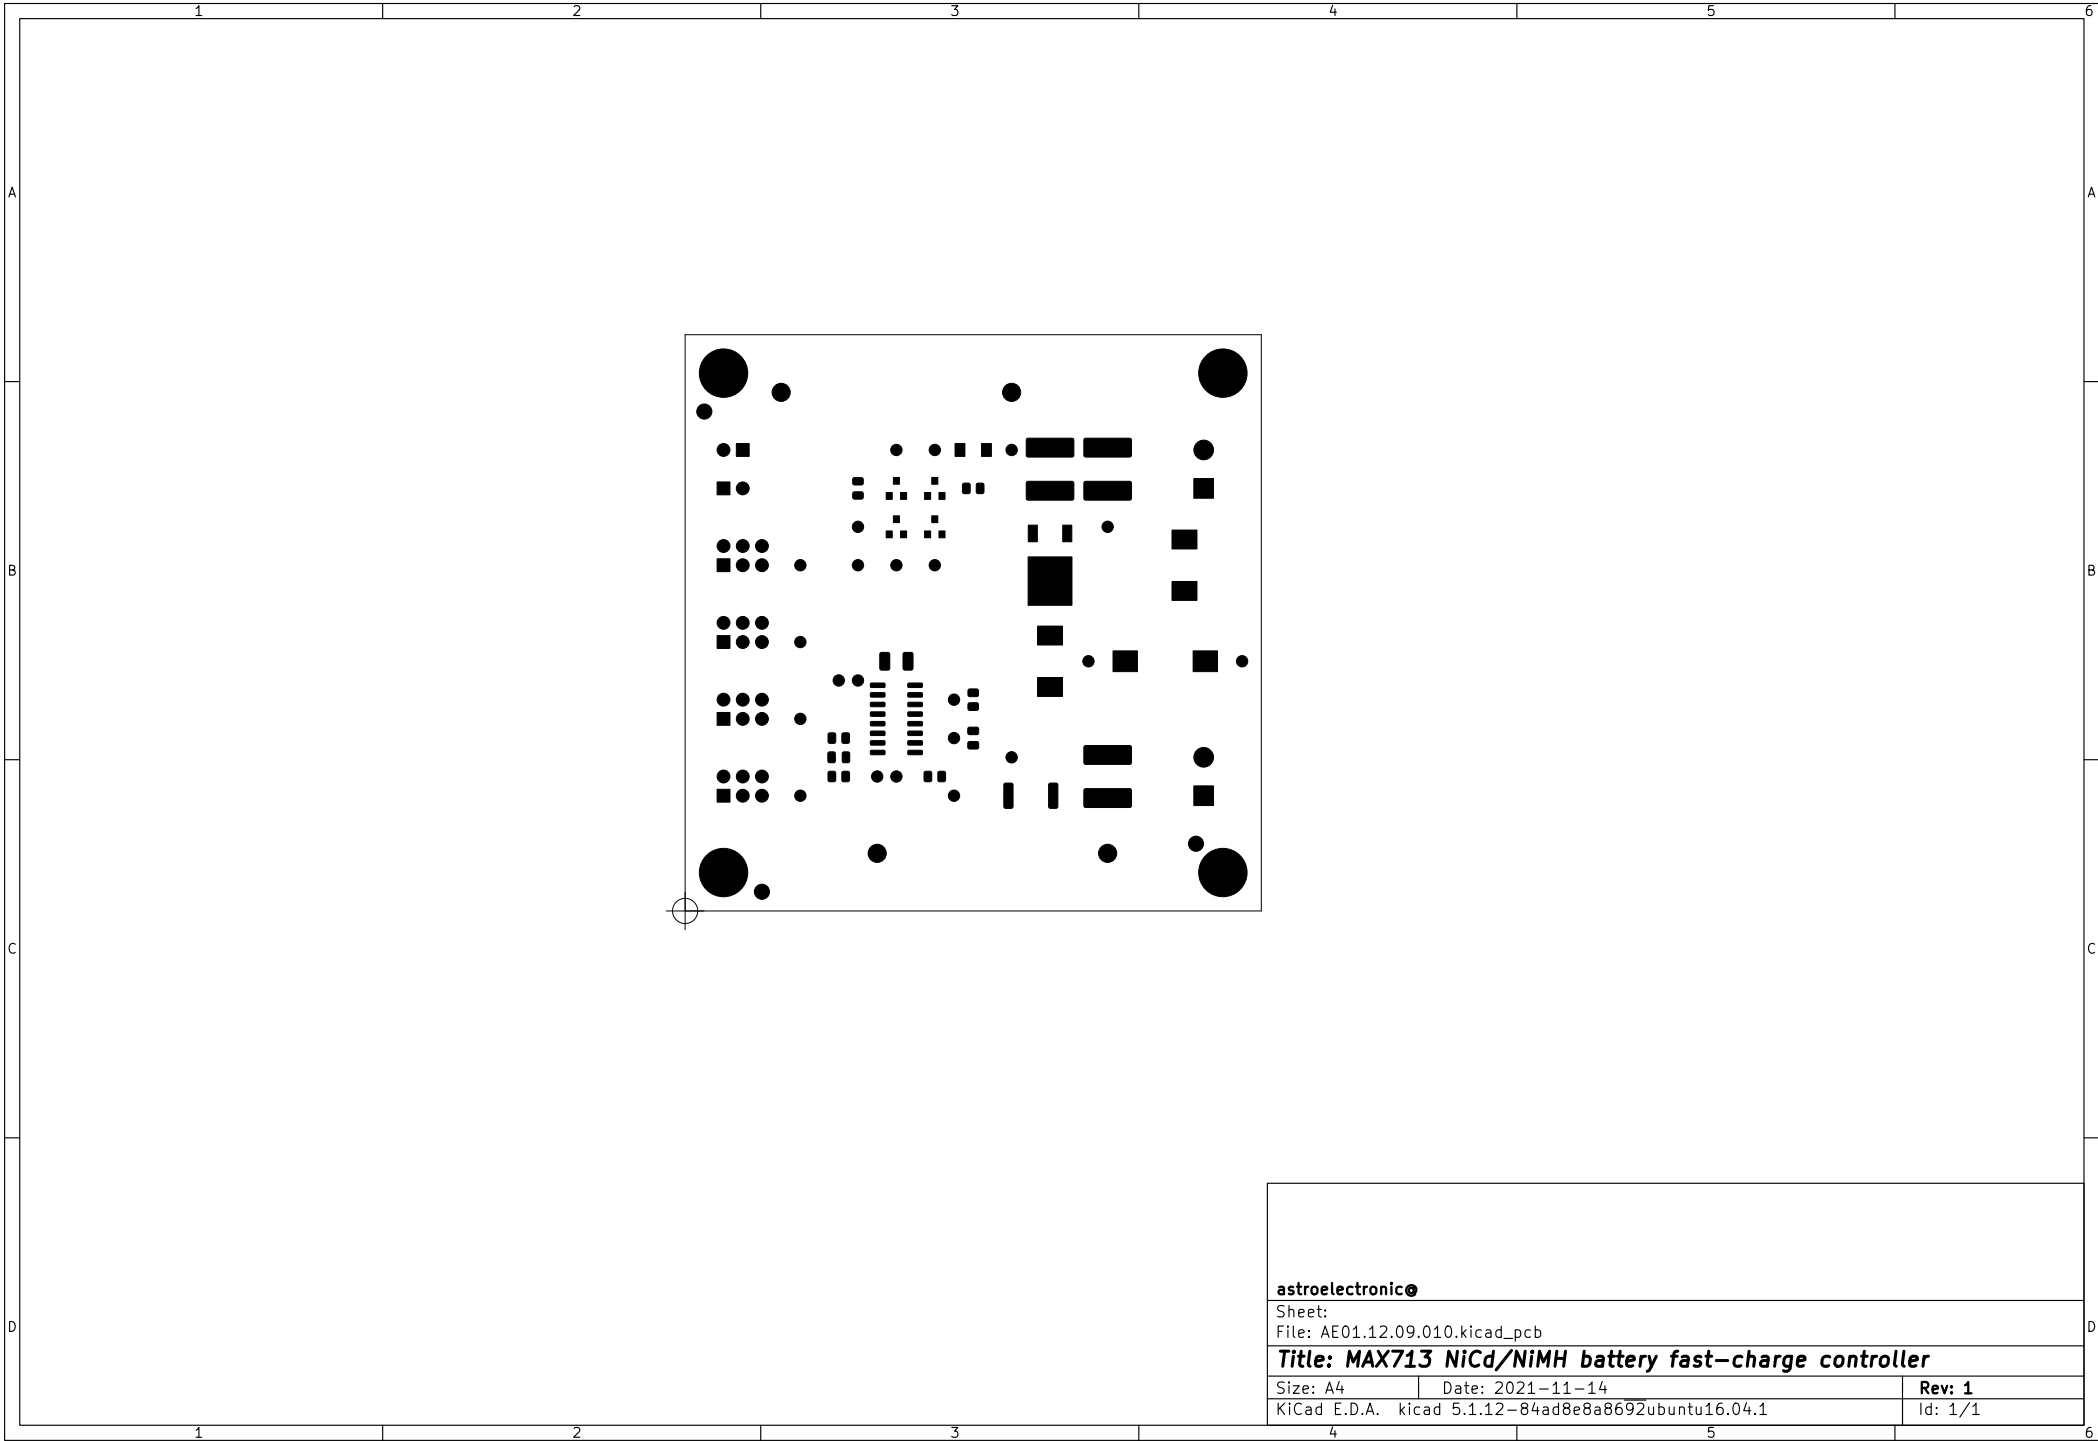 1 2 3 4 5 6
A A
B B
C C
D D
astroelectronic@
Sheet:
File: AE01.12.09.010.kicad_pcb
Title: MAX713 NiCd/NiMH battery fast-charge controller
Size: A4 Date: 2021-11-14 Rev: 1
KiCad E.D.A. kicad 5.1.12-84ad8e8a8692ubuntu16.04.1 Id: 1/1
1 2 3 4 5 6